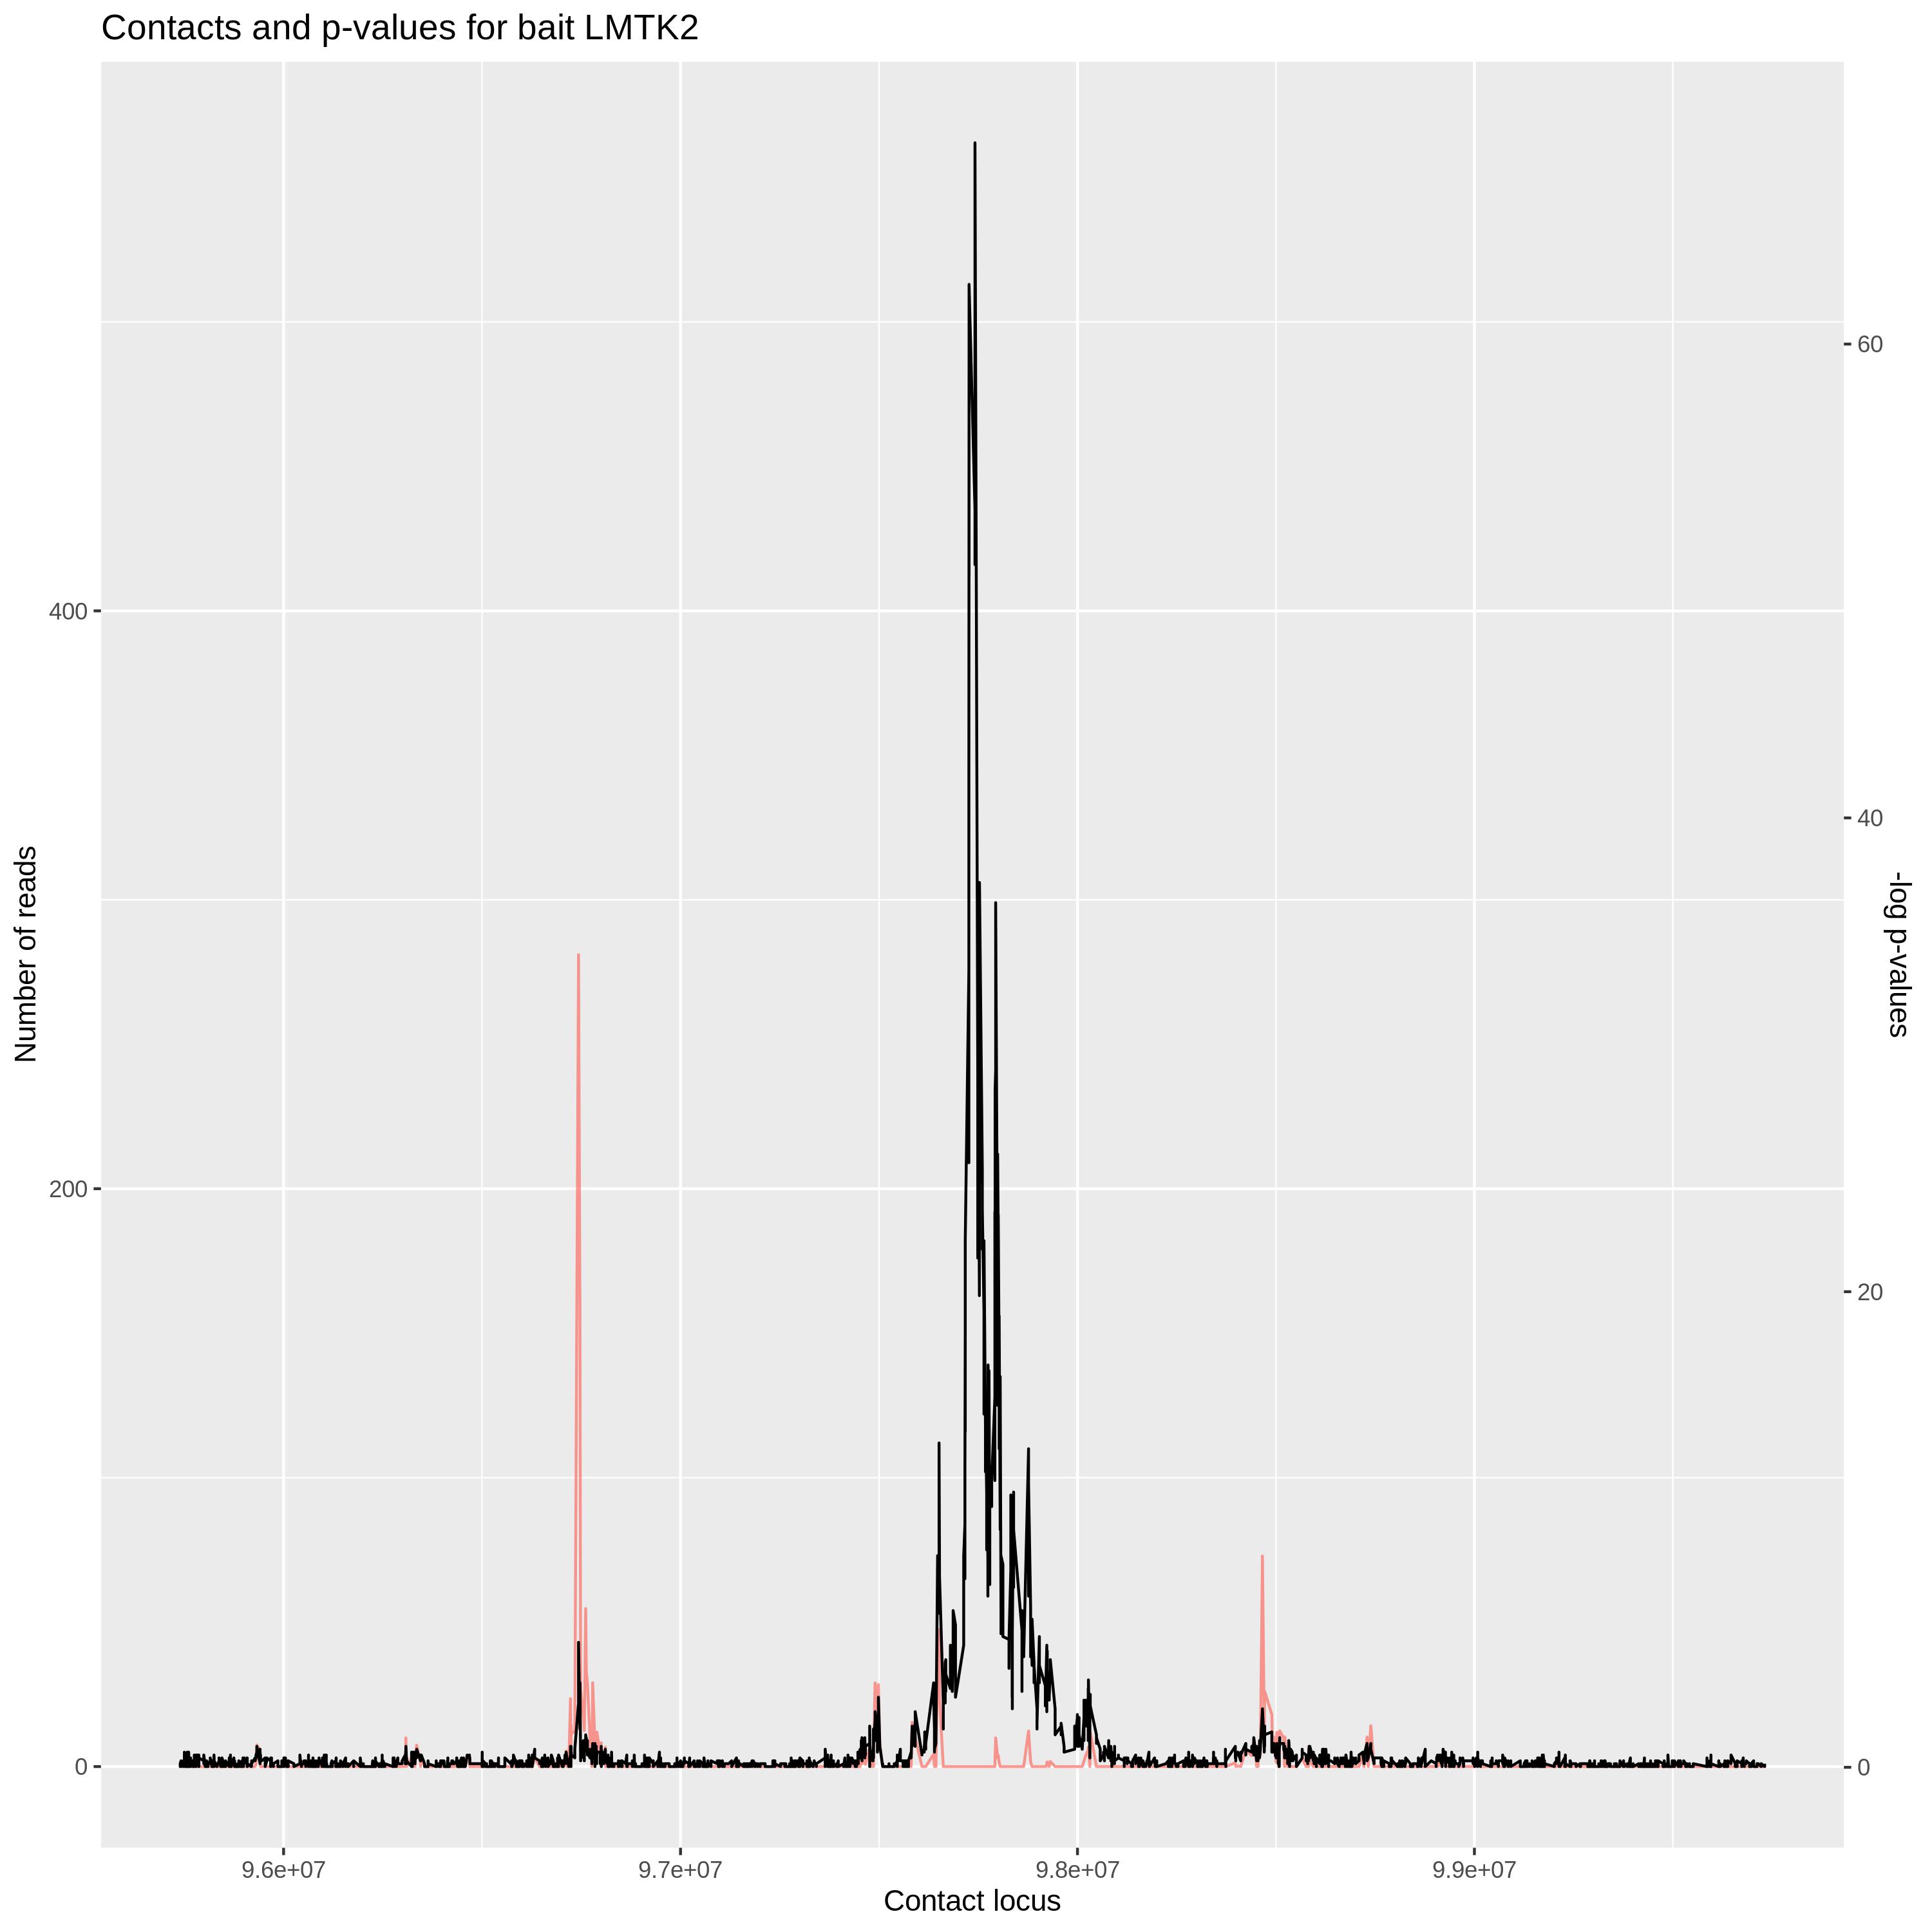 Contacts and p-values for bait LMTK2
Number of reads
400
200
0
60
40
20
0
-log p-values
9.6e+07 9.7e+07 9.8e+07 9.9e+07
Contact locus